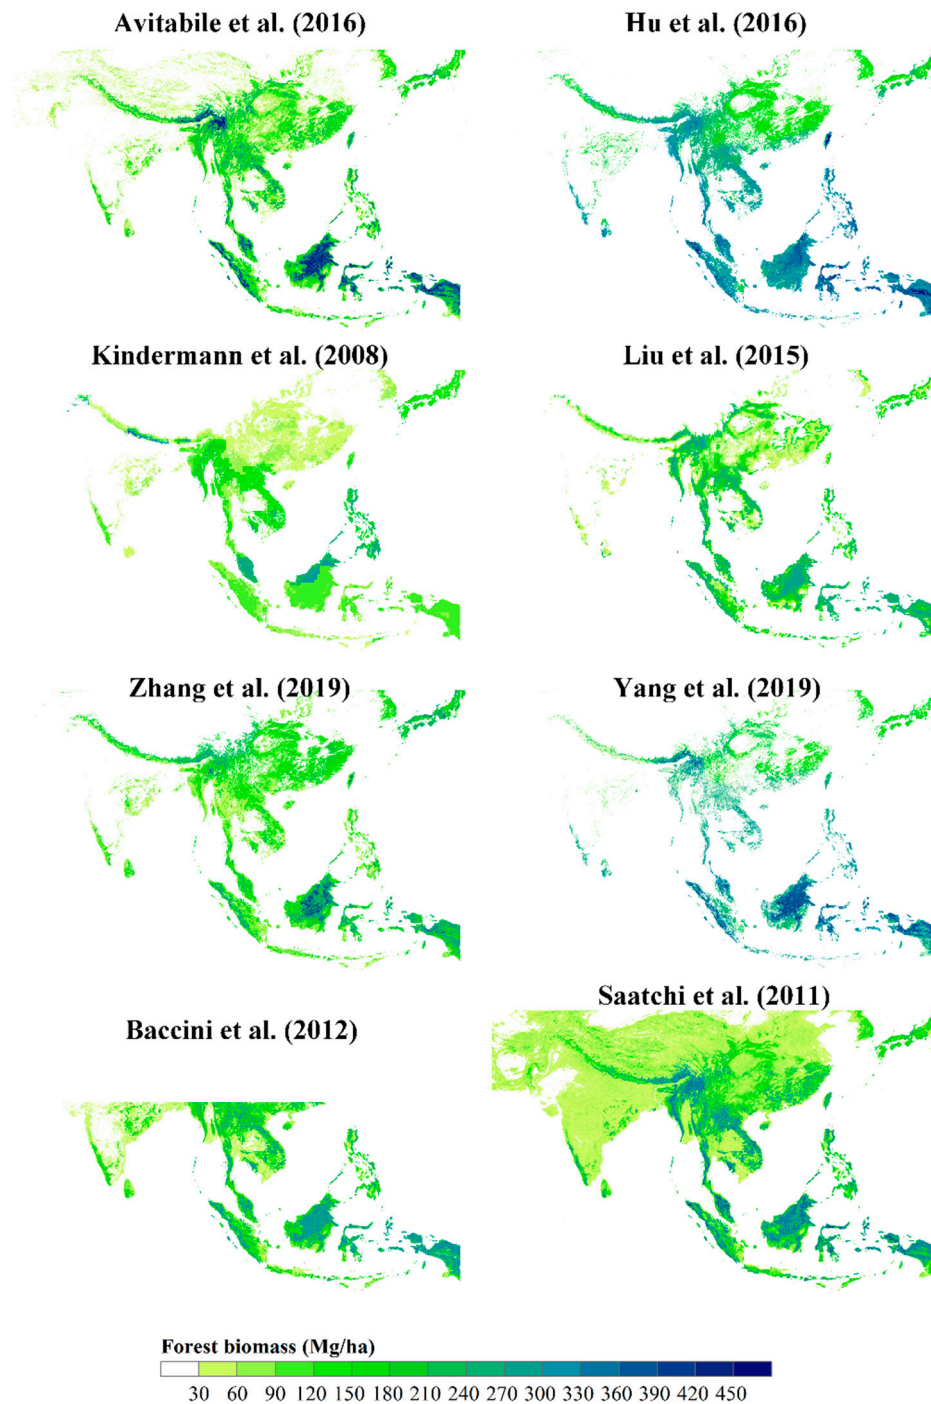 Avitabile et al. (2016)
Hu et al. (2016)
Kindermann et al. (2008)
Liu et al. (2015)
Zhang et al. (2019)
Yang et al. (2019)
Baccini et al. (2012)
Saatchi et al. (2011)
Forest biomass (Mg/ha)
30 60 90 120 150 180 210 240 270 300 330 360 390 420 450